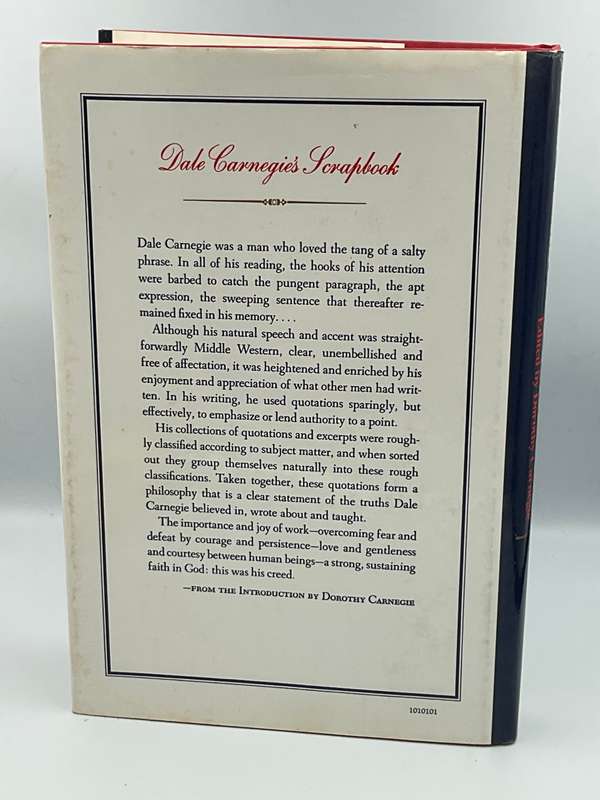 Dale Carnegie's Scrapbook
Dale Carnegie was a man who loved the tang of a salty
phrase. In all of his reading, the hooks of his attention
were barbed to catch the pungent paragraph, the apt
expression, the sweeping sentence that thereafter re-
mained fixed in his memory. . . .
Although his natural speech and accent was straight-
forwardly Middle Western, clear, unembellished and
free of affectation, it was heightened and enriched by his
enjoyment and appreciation of what other men had writ-
ten. In his writing, he used quotations sparingly, but
effectively, to emphasize or lend authority to a point.
His collections of quotations and excerpts were rough-
ly classified according to subject matter, and when sorted
out they group themselves naturally into these rough
classifications. Taken together, these quotations form a
philosophy that is a clear statement of the truths Dale
Carnegie believed in, wrote about and taught.
The importance and joy of work—overcoming fear and
defeat by courage and persistence—love and gentleness
and courtesy between human beings—a strong, sustaining
faith in God: this was his creed.
—FROM THE INTRODUCTION BY DOROTHY CARNEGIE
1010101
Edited by Dorothy Carnegie